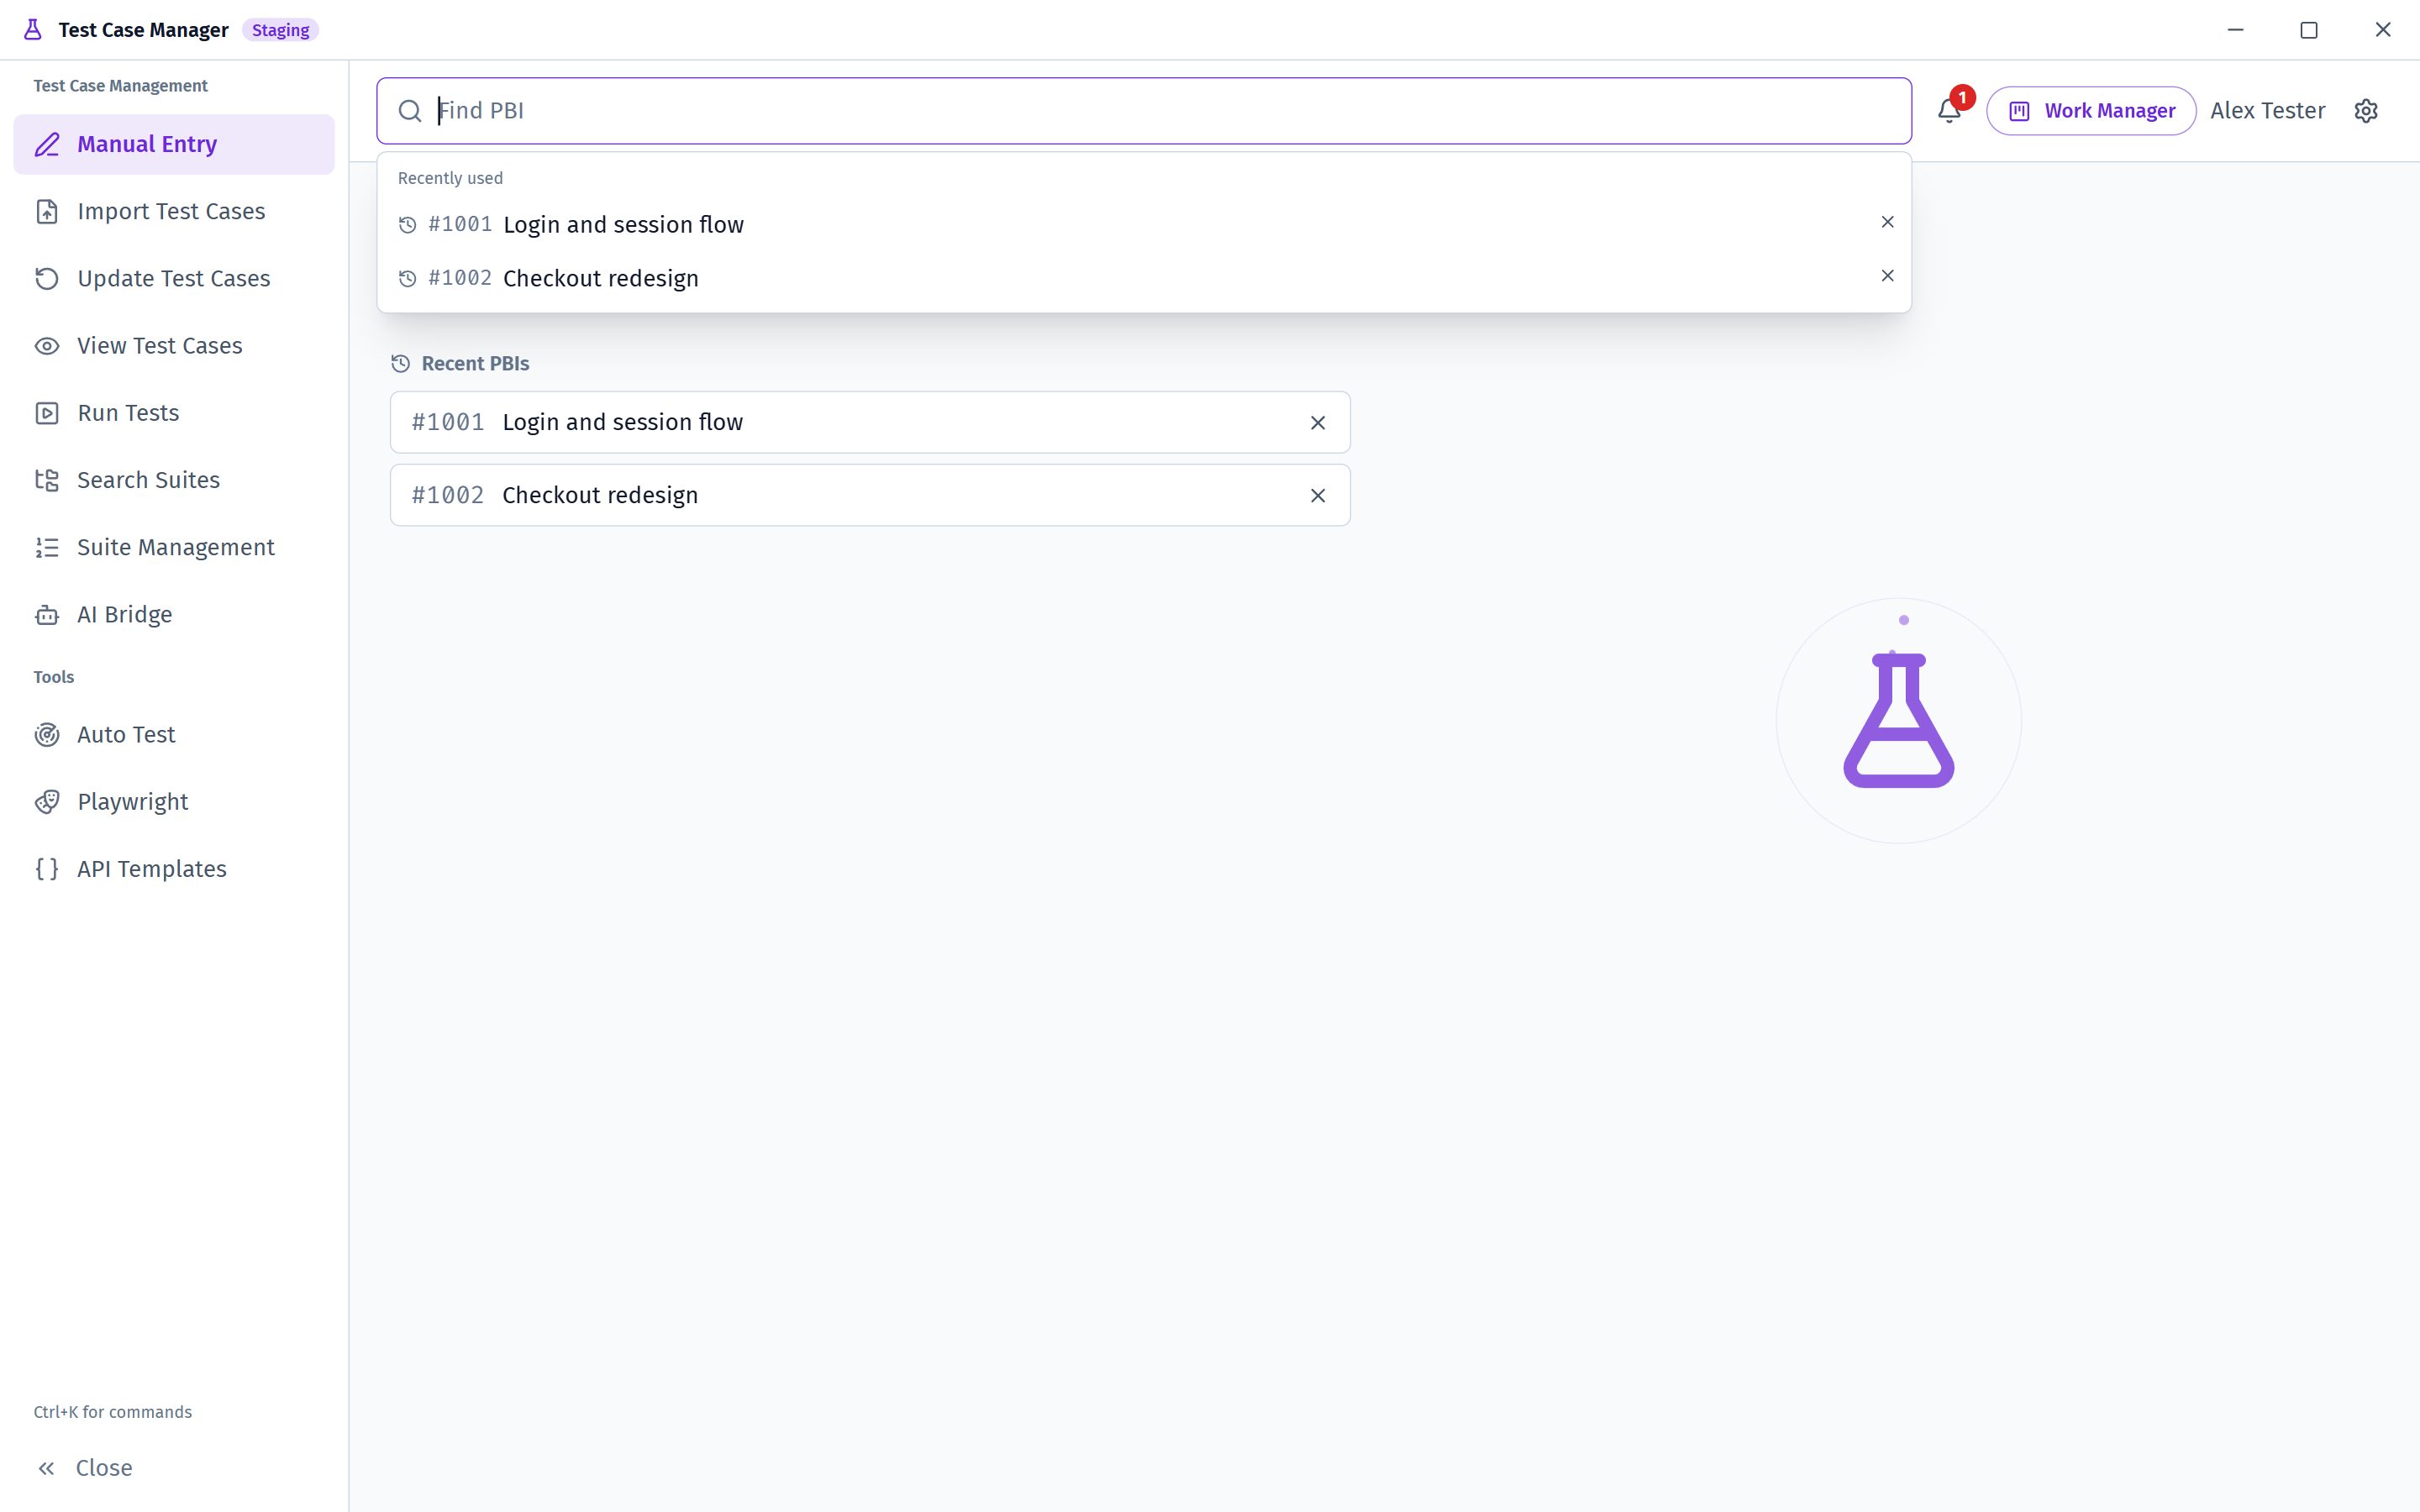 Test Case Manager Staging
Test Case Management
Manual Entry
Import Test Cases
Update Test Cases
View Test Cases
Run Tests
Search Suites
Suite Management
AI Bridge
Tools
Auto Test
Playwright
API Templates
Ctrl+K for commands
Close
Find PBI
1
Work Manager
Alex Tester
Recently used
#1001 Login and session flow
#1002 Checkout redesign
Recent PBIs
#1001 Login and session flow
#1002 Checkout redesign